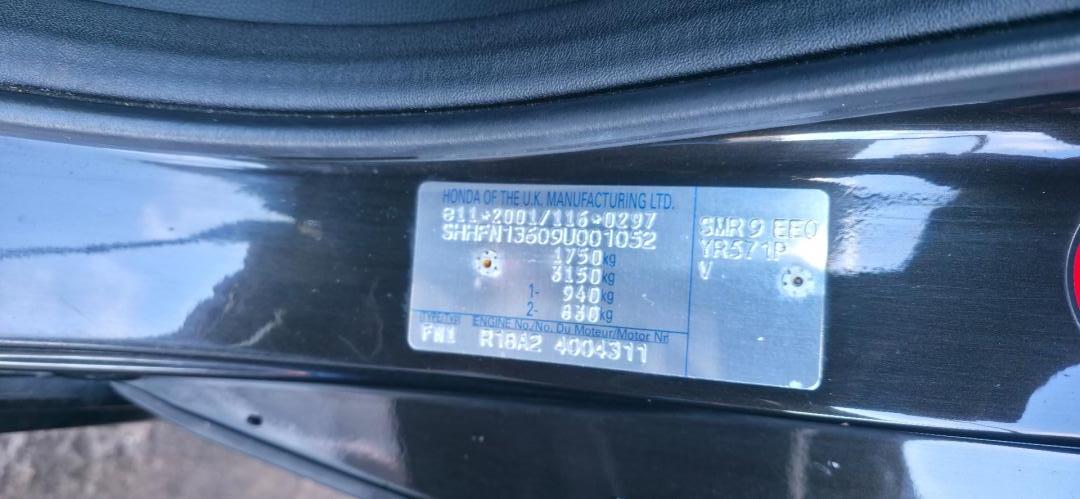 HONDA OF THE U.K. MANUFACTURING LTD.
e11*2001/116*0297
SHHFN13609U001052
1750kg
3150kg
1- 940kg
2- 830kg
(TYPE/Typ) ENGINE No./No. Du Moteur/Motor Nr
FN1 R18A2 4004311
SMR9 EE0
YR571P
V